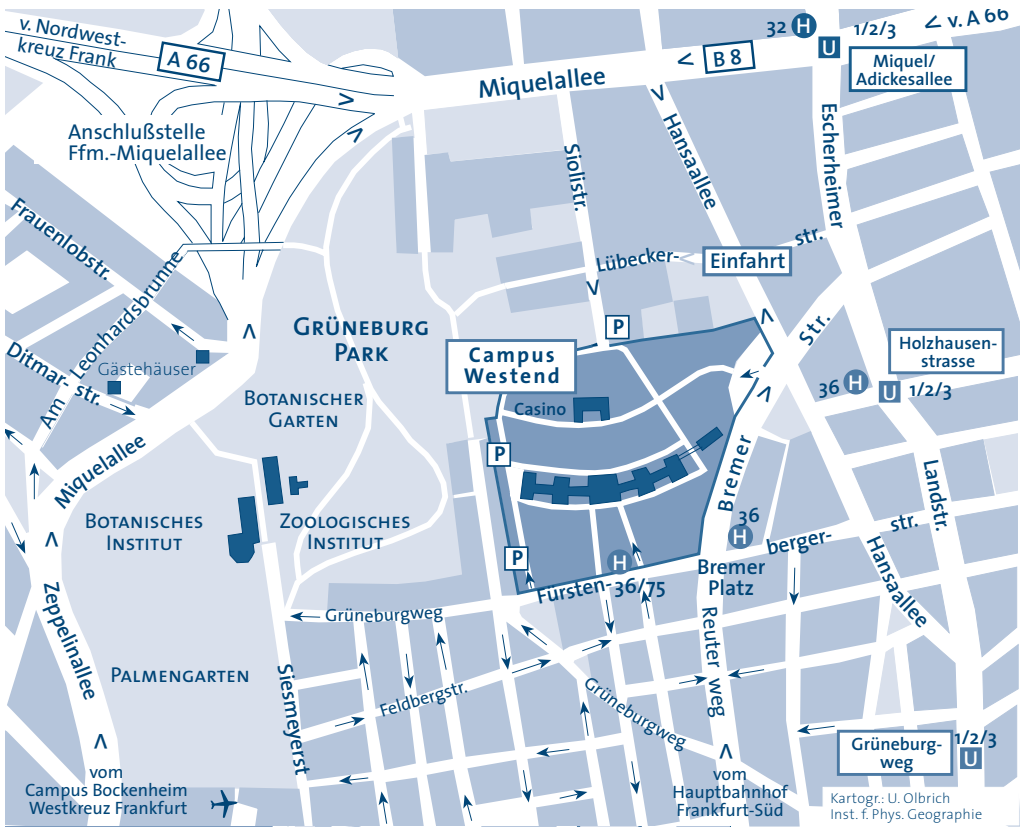 v. Nordwest-
kreuz Frank
A 66
32 H
U
1/2/3
< v. A 66
Miquel/
Adickesallee
< B 8
Miquelallee
Anschlußstelle
Ffm.-Miquelallee
Siolistr.
Hansaallee
Escherheimer
Frauenlobstr.
Am Leonhardsbrunne
Lübecker-
str.
Einfahrt
P
Str.
GRÜNEBURG
PARK
Campus
Westend
Holzhausen-
strasse
36 H
U 1/2/3
Ditmar-
str.
Gästehäuser
BOTANISCHER
GARTEN
Casino
P
Miquelallee
Bremer
Landstr.
BOTANISCHES
INSTITUT
ZOOLOGISCHES
INSTITUT
36
H
P
H
berger-
str.
Bremer
Platz
Fürsten-
36/75
Hansaallee
Zeppelinallee
Grüneburgweg
Reuter weg
PALMENGARTEN
Siesmeyerst
Feldbergstr.
Grüneburgweg
Grüneburg-
weg
1/2/3
U
vom
Campus Bockenheim
Westkreuz Frankfurt
vom
Hauptbahnhof
Frankfurt-Süd
Kartogr.: U. Olbrich
Inst. f. Phys. Geographie